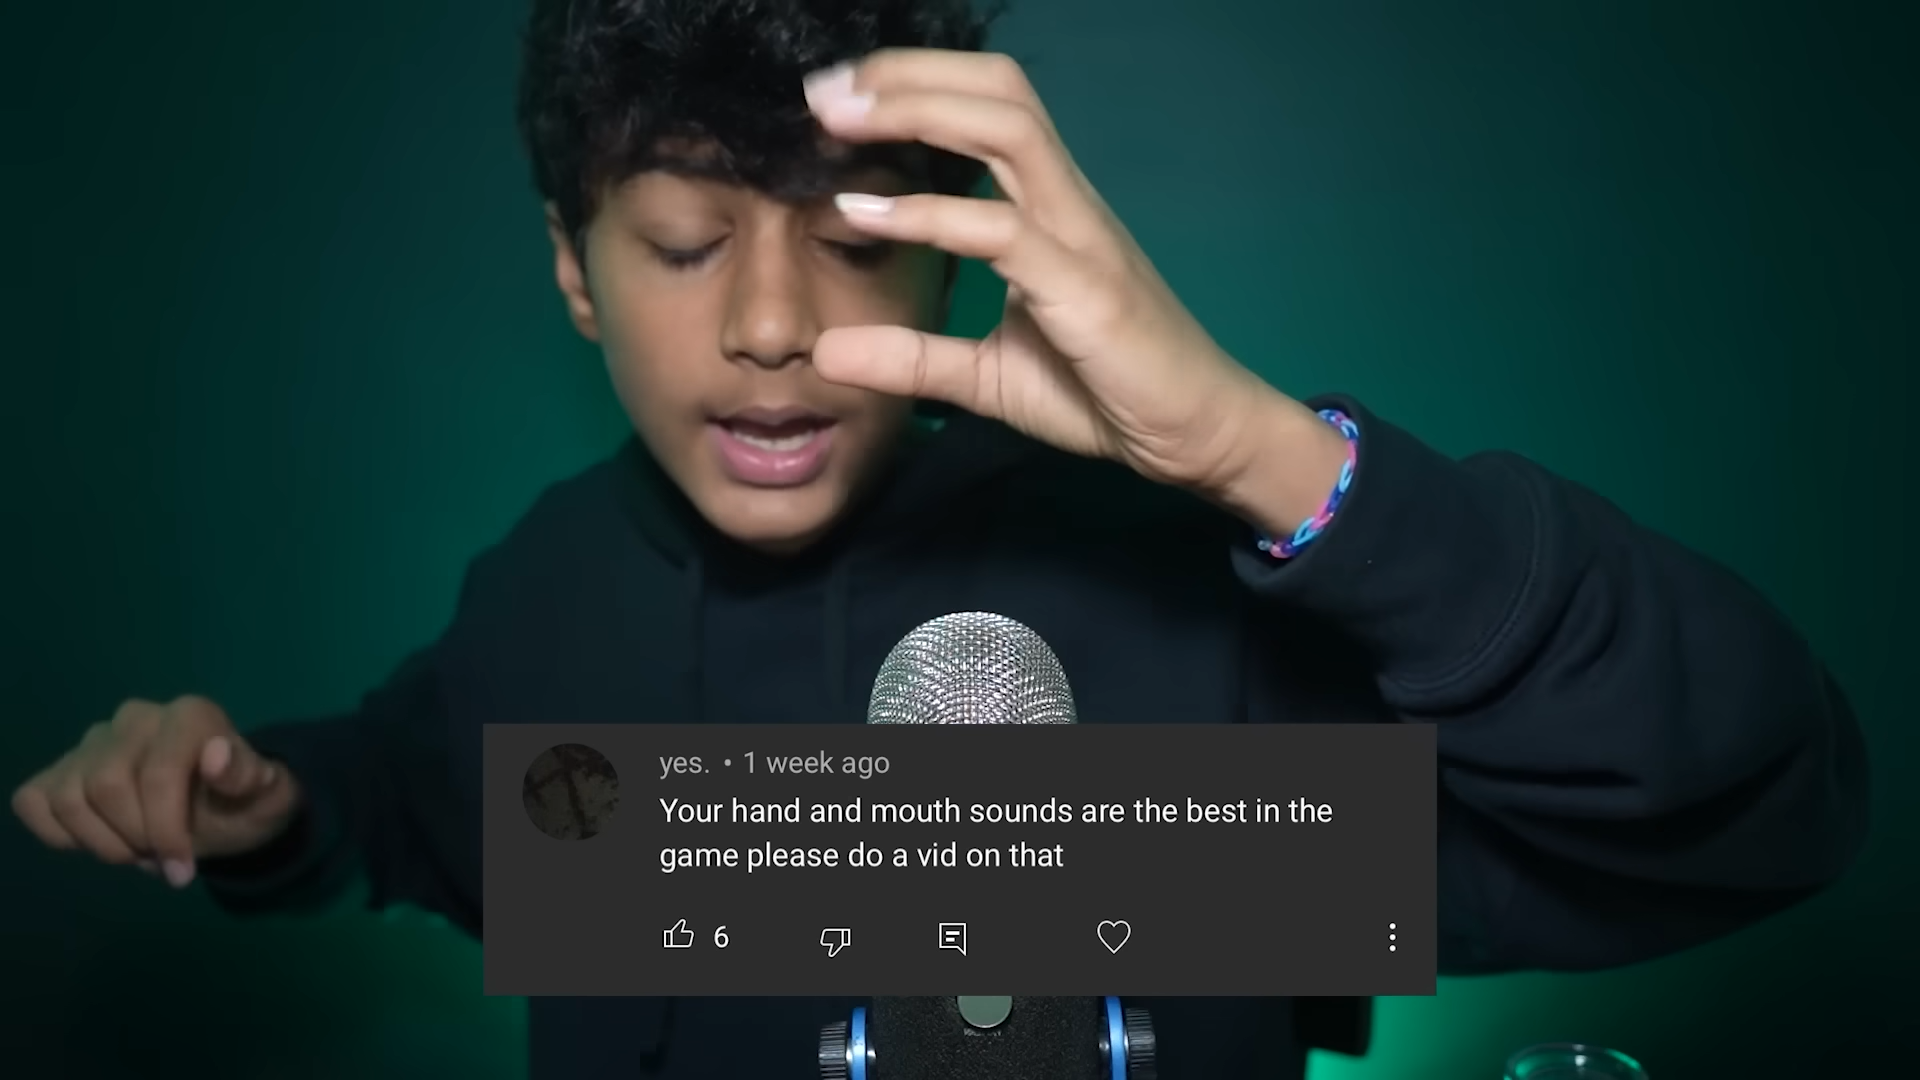 yes. • 1 week ago
Your hand and mouth sounds are the best in the
game please do a vid on that
6